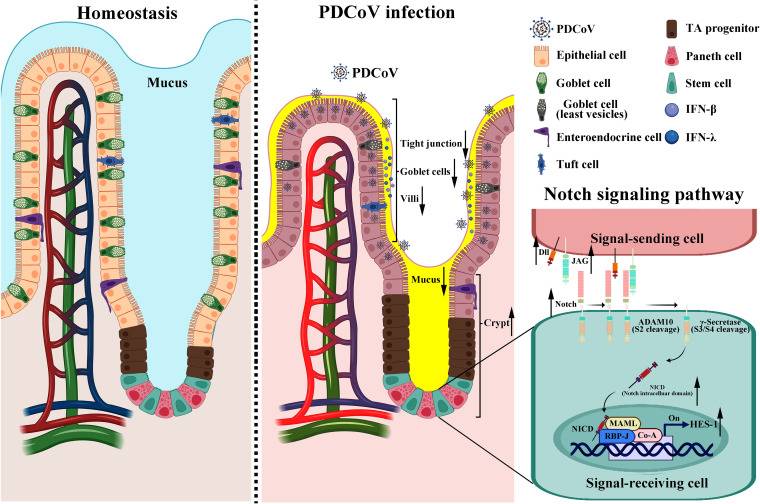 Homeostasis
Mucus
PDCoV infection
PDCoV
Tight junction
Goblet cells
Villi
Mucus
Crypt
PDCoV
Epithelial cell
Goblet cell
Goblet cell
(least vesicles)
Enteroendocrine cell
Tuft cell
TA progenitor
Paneth cell
Stem cell
IFN-β
IFN-λ
Notch signaling pathway
Signal-sending cell
Dll
JAG
Notch
ADAM10
(S2 cleavage)
γ-Secretase
(S3/S4 cleavage)
NICD
(Notch intracelluar domain)
NICD
MAML
RBP-J
Co-A
On
HES-1
Signal-receiving cell